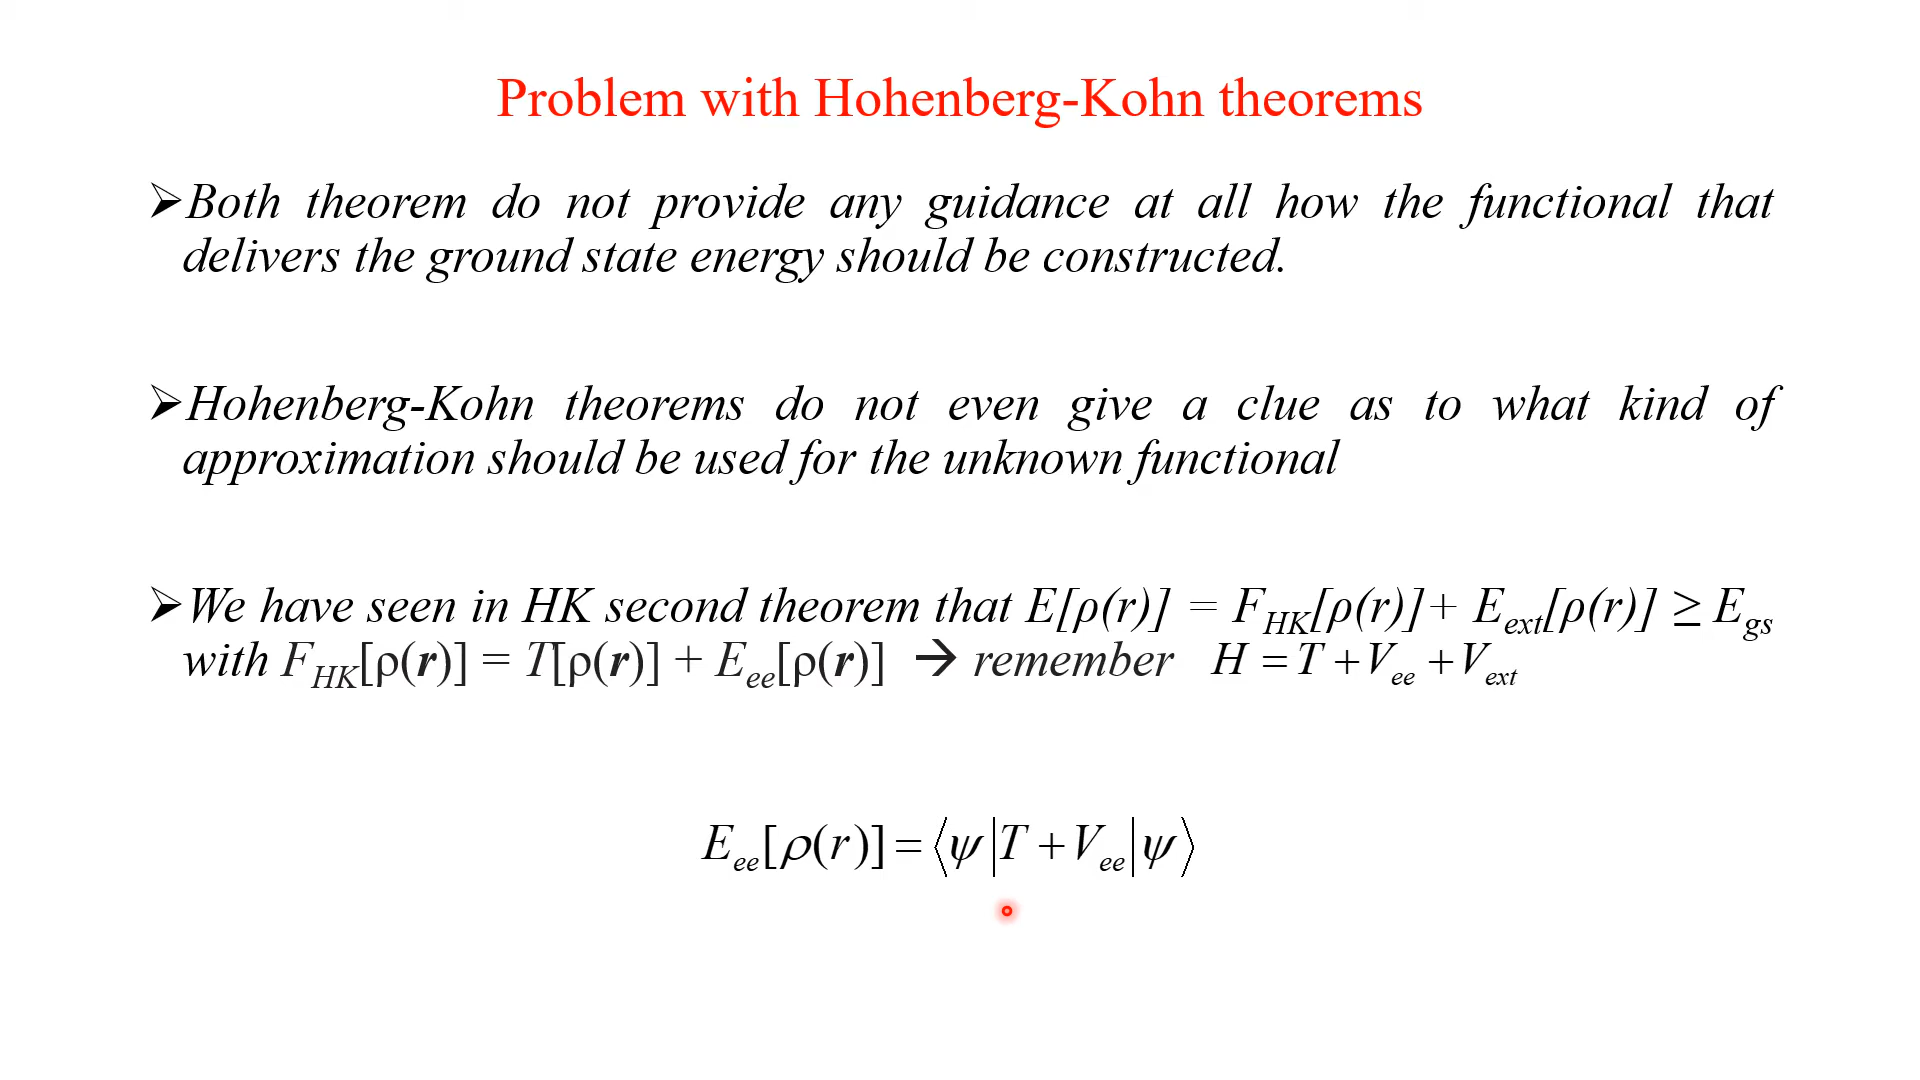 Problem with Hohenberg-Kohn theorems
➢Both theorem do not provide any guidance at all how the functional that
delivers the ground state energy should be constructed.
➢Hohenberg-Kohn theorems do not even give a clue as to what kind of
approximation should be used for the unknown functional
➢We have seen in HK second theorem that E[ρ(r)] = F_HK[ρ(r)]+ E_ext[ρ(r)] ≥ E_gs
with F_HK[ρ(r)] = T[ρ(r)] + E_ee[ρ(r)] → remember H = T + V_ee + V_ext
E_ee[ρ(r)] = ⟨ψ|T + V_ee|ψ⟩